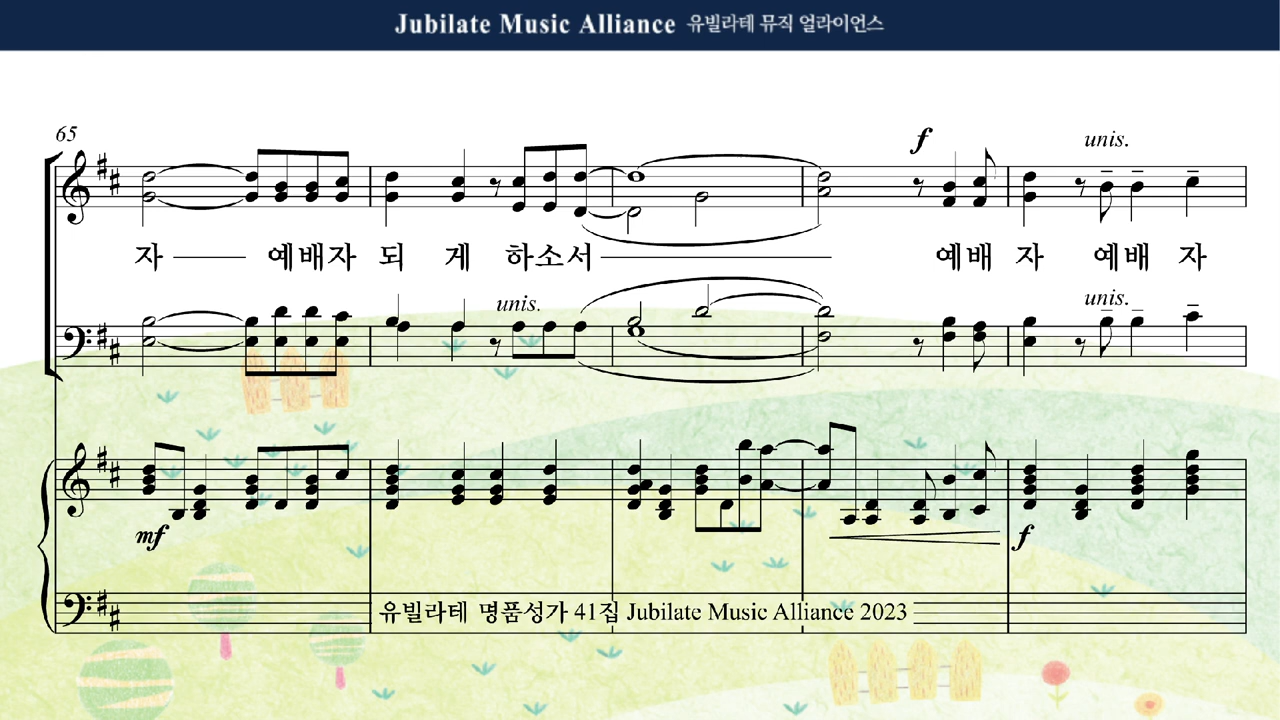 Jubilate Music Alliance 유빌라테 뮤직 얼라이언스
65
f
unis.
자 예배자 되 게 하소서 예배 자 예배 자
unis.
unis.
mf
f
유빌라테 명품성가 41집 Jubilate Music Alliance 2023